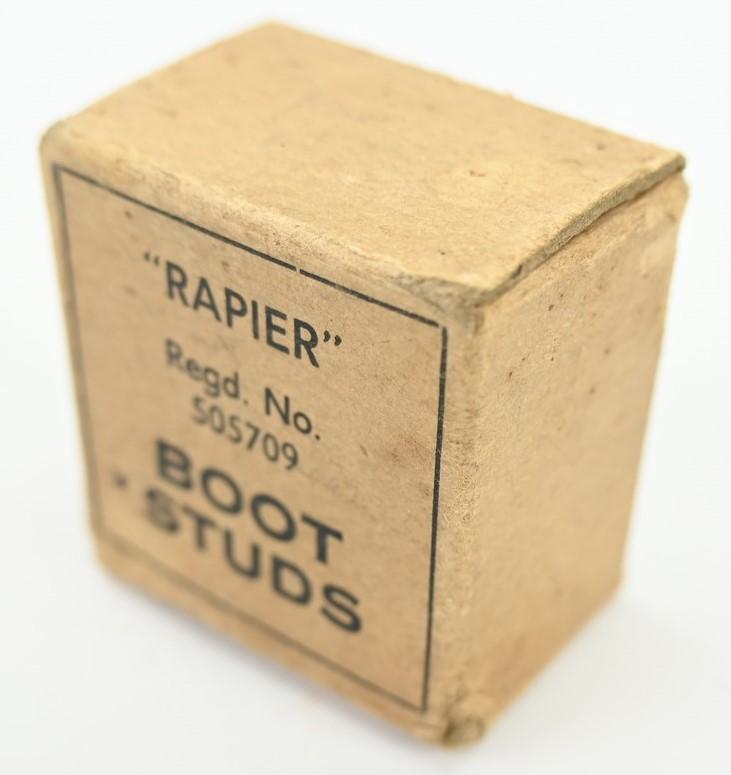 “RAPIER”
Regd. No.
505709
BOOT
STUDS